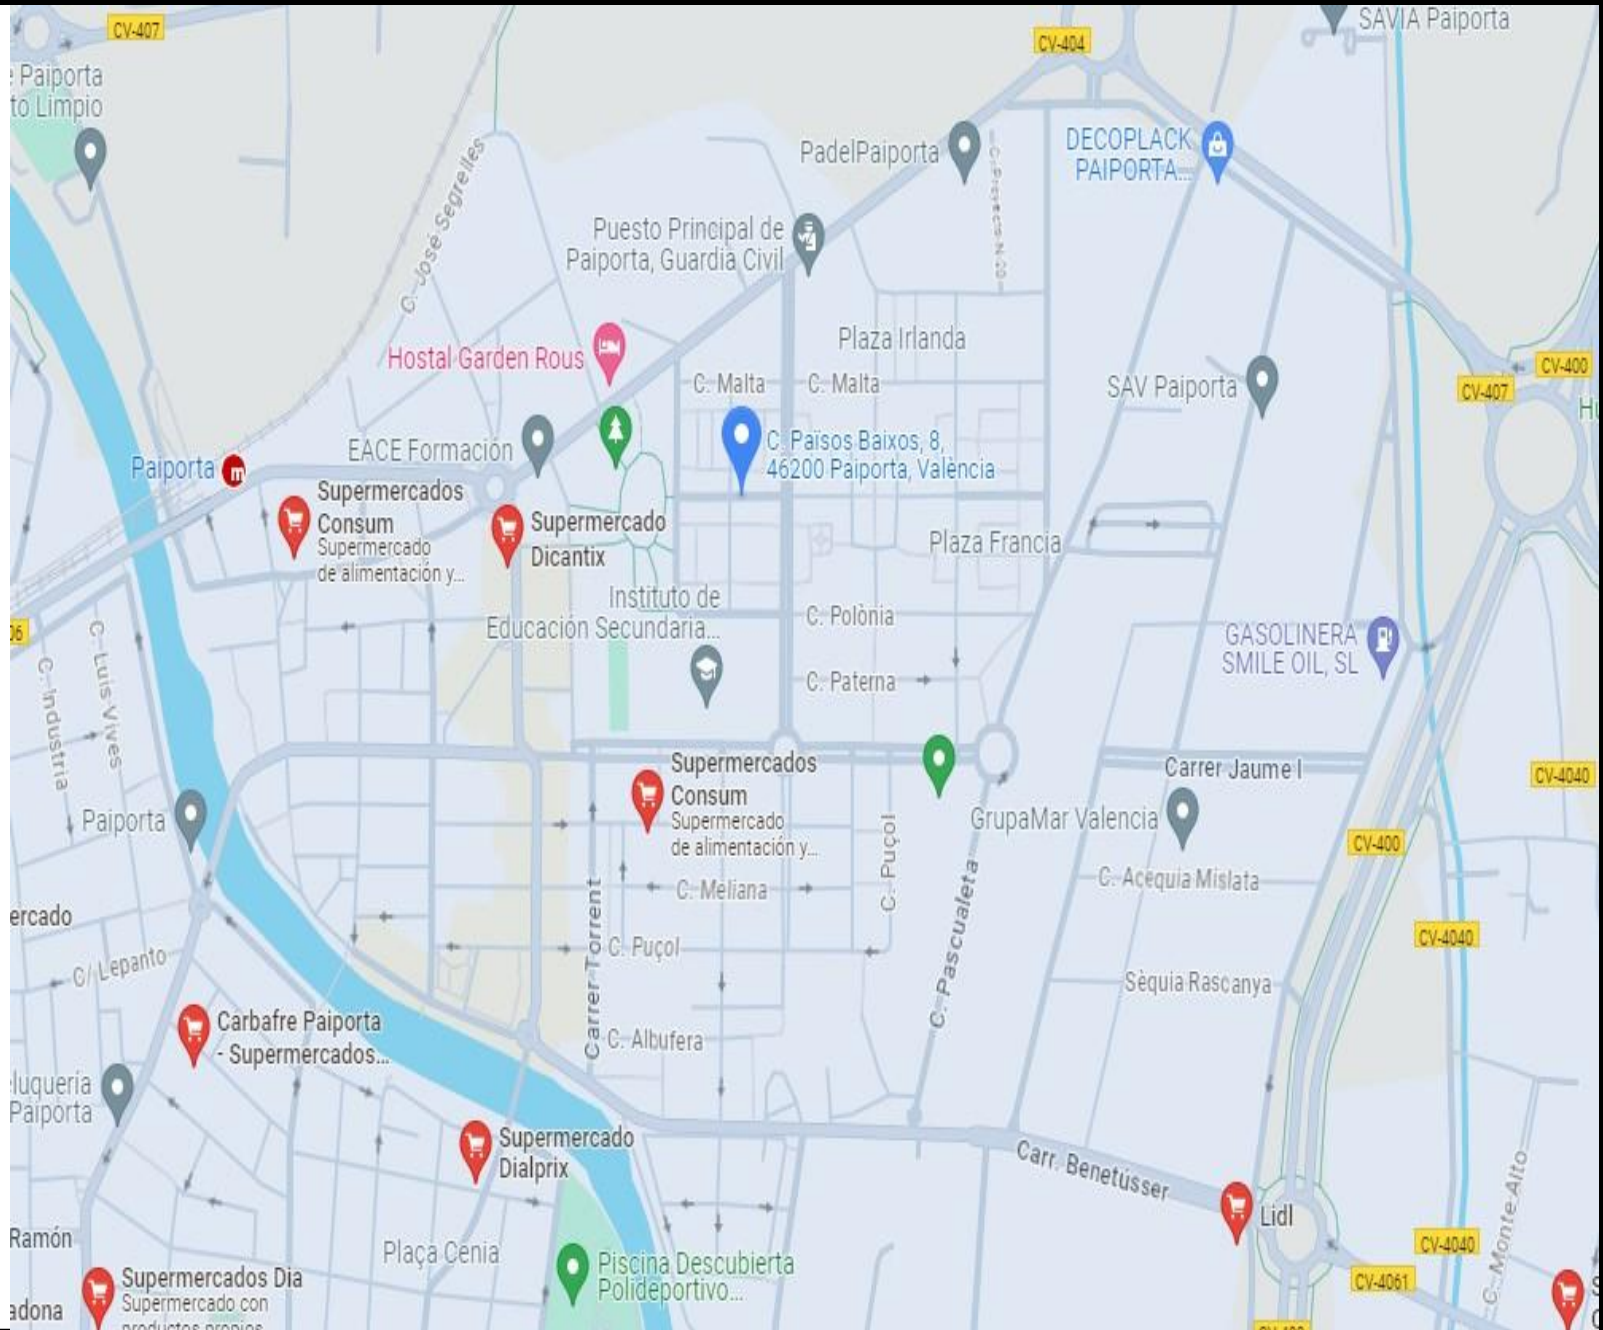 CV-407
SAVIA Paiporta
CV-404
Paiporta
to Limpio
C. José Segrelles
PadelPaiporta
DECOPLACK
PAIPORTA...
Puesto Principal de
Paiporta, Guardia Civil
Plaza Irlanda
Hostal Garden Rous
C. Malta
C. Malta
CV-400
CV-407
SAV Paiporta
EACE Formación
C. Països Baixos, 8,
46200 Paiporta, València
Paiporta
m
Supermercados
Consum
Supermercado
de alimentación y...
Supermercado
Dicantix
Plaza Francia
Instituto de
Educación Secundaria...
C. Polònia
06
C. Luis Vives
C. Industria
GASOLINERA
SMILE OIL, SL
C. Paterna
Supermercados
Consum
Supermercado
de alimentación y...
Carrer Jaume I
CV-4040
Paiporta
GrupaMar Valencia
CV-400
C. Puçol
C. Pascualeta
C. Acequia Mislata
C. Meliana
ercado
Carrer Torrent
C. Puçol
CV-4040
C/ Lepanto
Sèquia Rascanya
Carbafre Paiporta
- Supermercados...
C. Albufera
eluquería
Paiporta
Supermercado
Dialprix
Carr. Benetússer
C. Monte Alto
Lidl
Ramón
Plaça Cenia
CV-4040
Piscina Descubierta
Polideportivo...
CV-4061
Supermercados Dia
Supermercado con
productos propios
adona